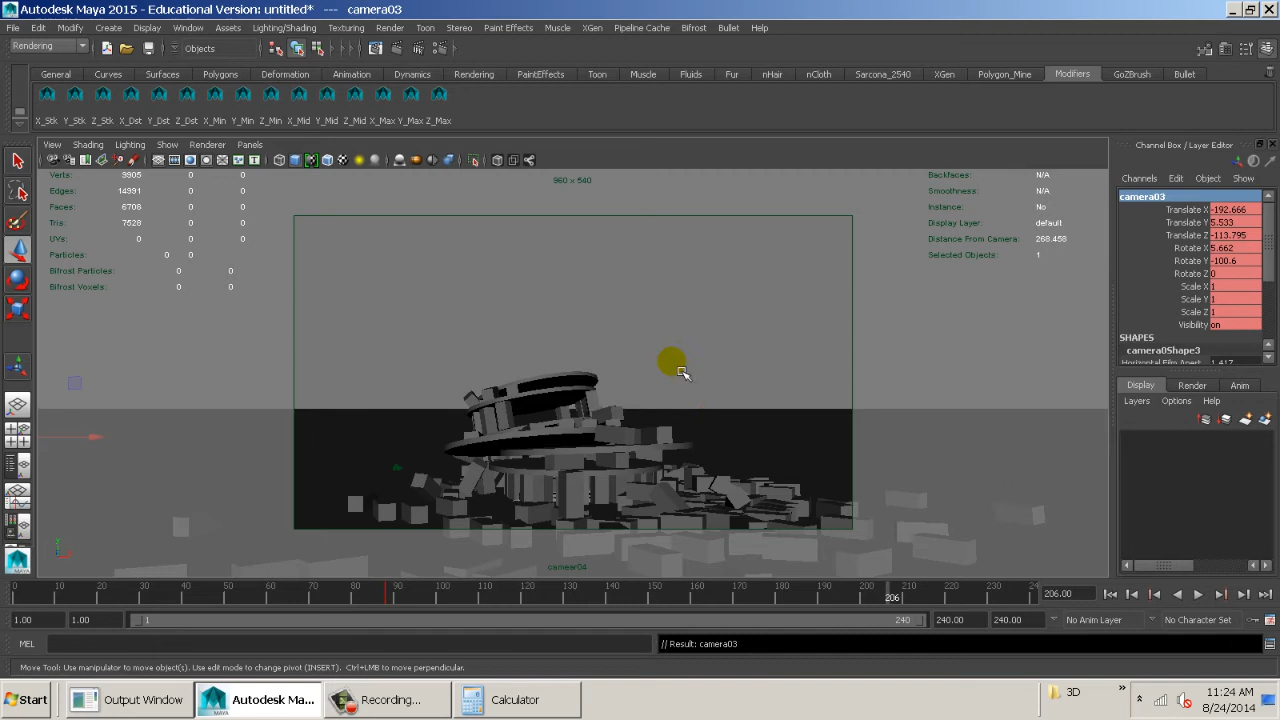 Autodesk Maya 2015 - Educational Version: untitled*   ---   camera03
File Edit Modify Create Display Window Assets Lighting/Shading Texturing Render Toon Stereo Paint Effects Muscle XGen Pipeline Cache Bifrost Bullet Help
Rendering Objects
General Curves Surfaces Polygons Deformation Animation Dynamics Rendering PaintEffects Toon Muscle Fluids Fur nHair nCloth Sarcona_2540 XGen Polygon_Mine Modifiers GoZBrush Bullet
X_Stk Y_Stk Z_Stk X_Dst Y_Dst Z_Dst X_Min Y_Min Z_Min X_Mid Y_Mid Z_Mid X_Max Y_Max Z_Max
View Shading Lighting Show Renderer Panels
Channel Box / Layer Editor
Channels Edit Object Show
Verts: 3905 0 0
Edges: 14391 0 0
Faces: 6708 0 0
Tris: 7528 0 0
UVs: 0 0 0
Particles: 0 0
Bifrost Particles: 0 0
Bifrost Voxels: 0 0
960 x 540
Backfaces: N/A
Smoothness: N/A
Instance: No
Display Layer: default
Distance From Camera: 268.458
Selected Objects: 1
camera03
Translate X -192.666
Translate Y 5.533
Translate Z -113.795
Rotate X 5.662
Rotate Y -100.6
Rotate Z 0
Scale X 1
Scale Y 1
Scale Z 1
Visibility on
SHAPES
camera0Shape3
Display Render Anim
Layers Options Help
camear04
0 10 20 30 40 50 60 70 80 90 100 110 120 130 140 150 160 170 180 190 200 210 220 230 24
206
206.00
1.00 1.00 1 240 240.00 240.00 No Anim Layer No Character Set
MEL // Result: camera03
Move Tool: Use manipulator to move object(s). Use edit mode to change pivot (INSERT). Ctrl+LMB to move perpendicular.
Start Output Window Autodesk Ma... Recording... Calculator 3D 11:24 AM
8/24/2014